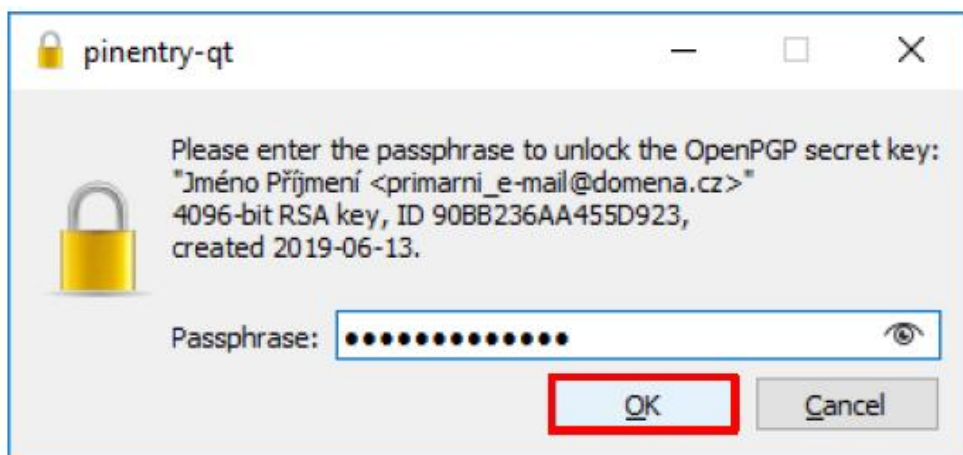 pinentry-qt
Please enter the passphrase to unlock the OpenPGP secret key:
"Jméno Příjmení <primarni_e-mail@domena.cz>"
4096-bit RSA key, ID 90BB236AA455D923,
created 2019-06-13.
Passphrase: •••••••••••••
OK Cancel